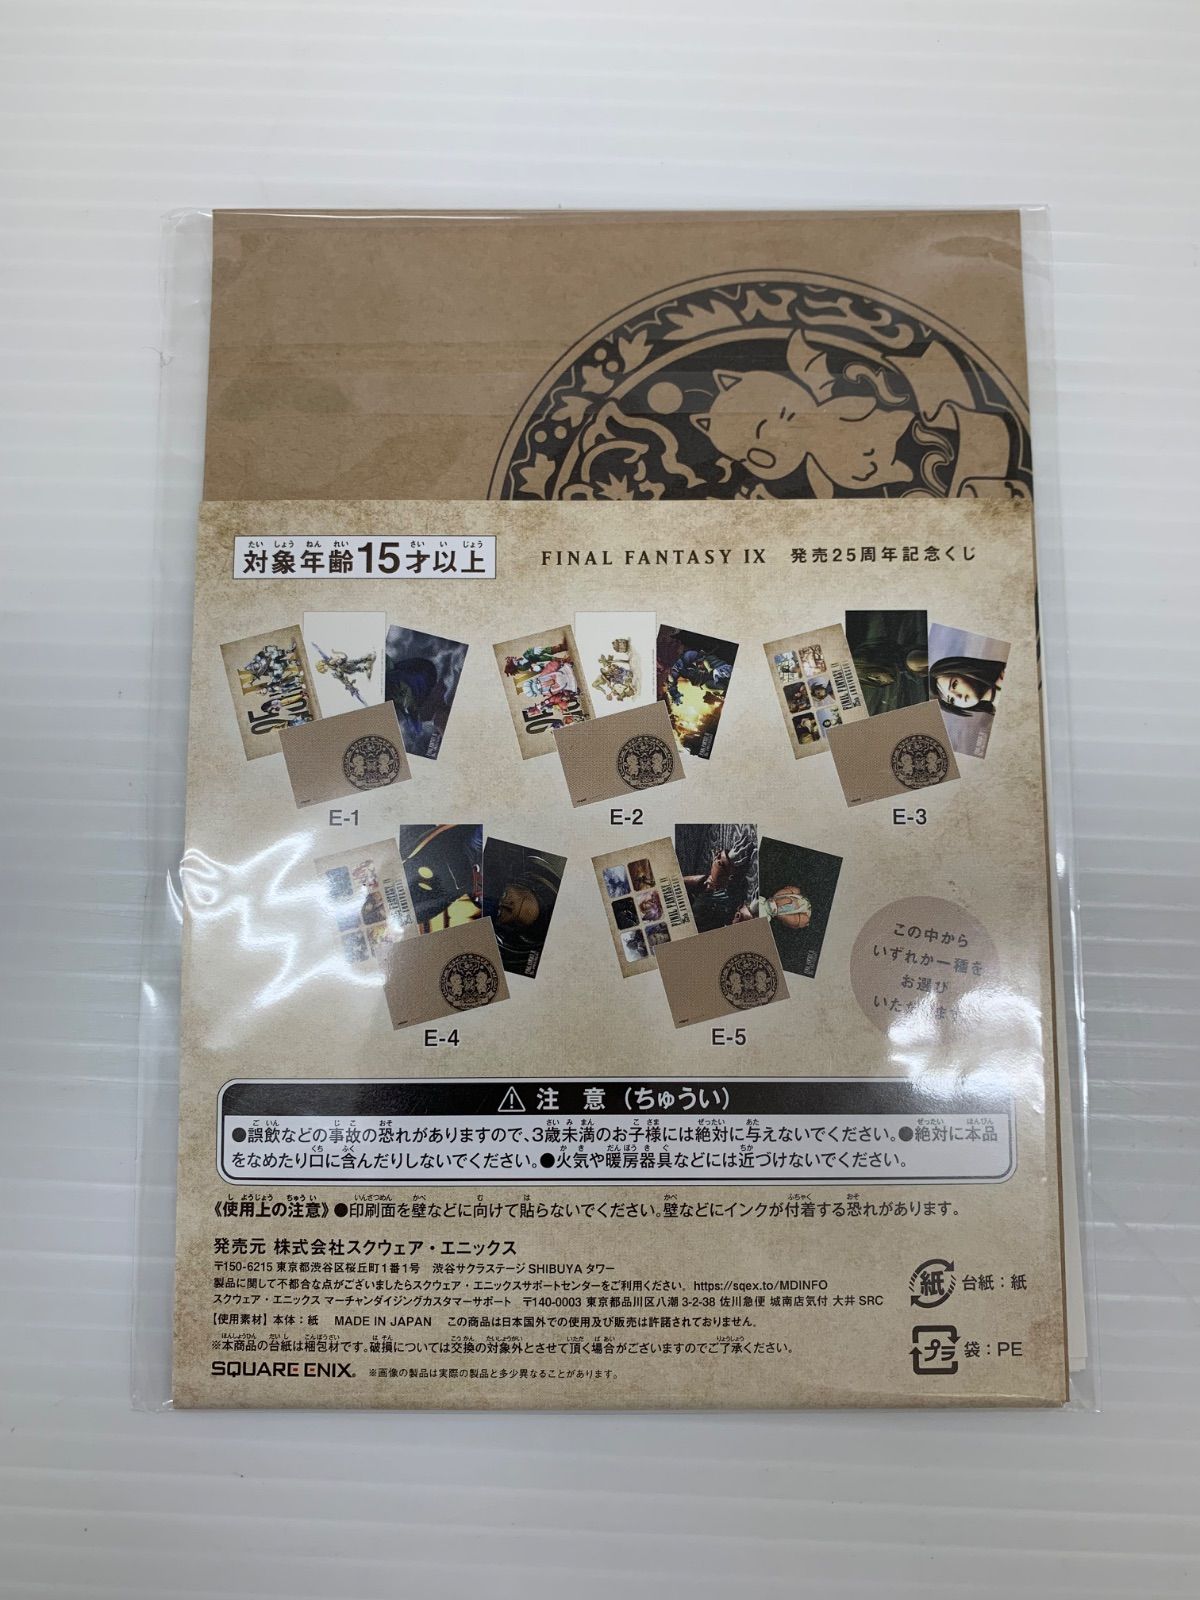 対象年齢15才以上
たいしょうねんれい さいいじょう
FINAL FANTASY IX 発売25周年記念くじ
E-1
E-2
E-3
E-4
E-5
この中から
いずれか一種を
お選び
⚠ 注 意 (ちゅうい)
●誤飲などの事故の恐れがありますので、3歳未満のお子様には絶対に与えないでください。●絶対に本品
をなめたり口に含んだりしないでください。●火気や暖房器具などには近づけないでください。
《使用上の注意》●印刷面を壁などに向けて貼らないでください。壁などにインクが付着する恐れがあります。
発売元 株式会社スクウェア・エニックス
〒150-6215 東京都渋谷区桜丘町1番1号 渋谷サクラステージ SHIBUYA タワー
製品に関して不都合な点がございましたらスクウェア・エニックスサポートセンターをご利用ください。https://sqex.to/MDINFO
スクウェア・エニックス マーチャンダイジングカスタマーサポート 〒140-0003 東京都品川区八潮 3-2-38 佐川急便 城南店気付 大井 SRC
【使用素材】本体：紙 MADE IN JAPAN この商品は日本国外での使用及び販売は許諾されておりません。
※本商品の台紙は梱包材です。破損については交換の対象外とさせて頂く場合がございますのでご了承ください。
SQUARE ENIX. ※画像の製品は実際の製品と多少異なることがあります。
紙 台紙：紙
プラ 袋：PE